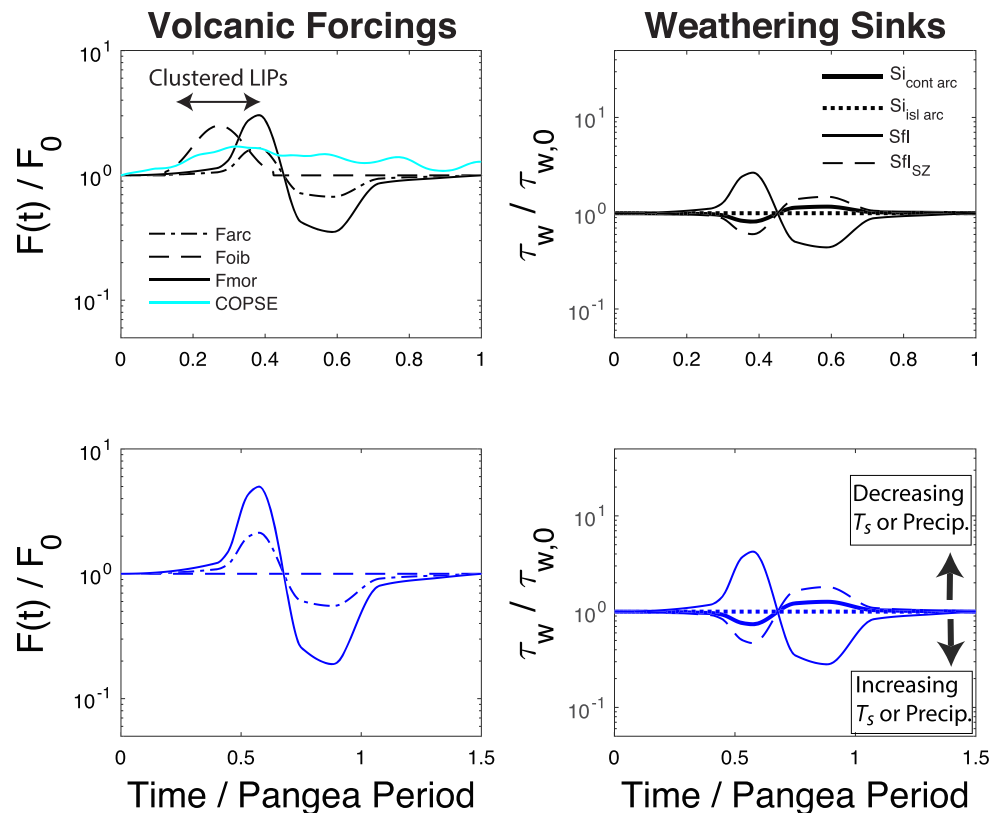 Volcanic Forcings
Weathering Sinks
Clustered LIPs
F(t) / F₀
10¹
10⁰
10⁻¹
Farc
Foib
Fmor
COPSE
0 0.2 0.4 0.6 0.8 1
τw / τw,0
10¹
10⁰
10⁻¹
Si cont arc
Si isl arc
Sfl
Sfl SZ
0 0.2 0.4 0.6 0.8 1
F(t) / F₀
10¹
10⁰
10⁻¹
0 0.5 1 1.5
Time / Pangea Period
τw / τw,0
10¹
10⁰
10⁻¹
Decreasing
Ts or Precip.
Increasing
Ts or Precip.
0 0.5 1 1.5
Time / Pangea Period